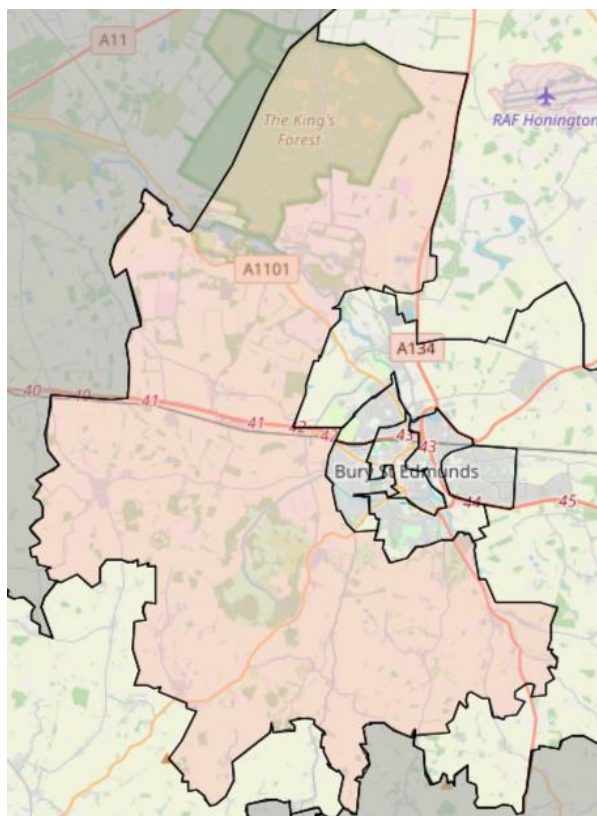 A11
The King's
Forest
RAF Honington
A1101
A134
40
40
41
41
42
42
43
43
Bury St Edmunds
44
45